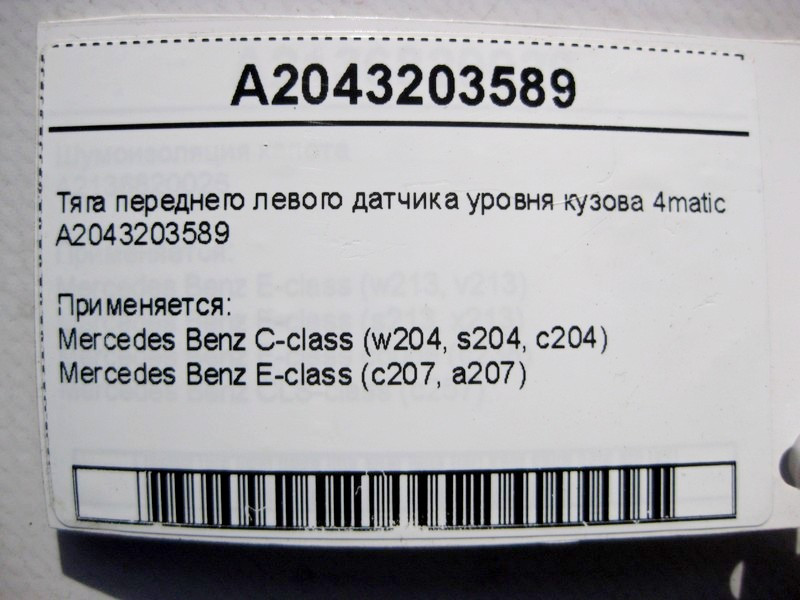 A2043203589
Тяга переднего левого датчика уровня кузова 4matic
A2043203589
Применяется:
Mercedes Benz C-class (w204, s204, c204)
Mercedes Benz E-class (c207, a207)